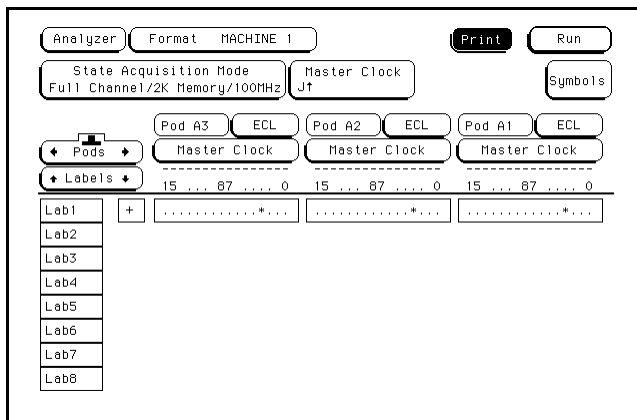 Analyzer Format MACHINE 1 Print Run
State Acquisition Mode
Full Channel/2K Memory/100MHz
Master Clock
J↑
Symbols
Pod A3 ECL Pod A2 ECL Pod A1 ECL
← Pods → Master Clock Master Clock Master Clock
↑ Labels ↓ 15 ... 87 .... 0 15 ... 87 .... 0 15 ... 87 .... 0
Lab1 + ............*... ............*... ............*...
Lab2
Lab3
Lab4
Lab5
Lab6
Lab7
Lab8